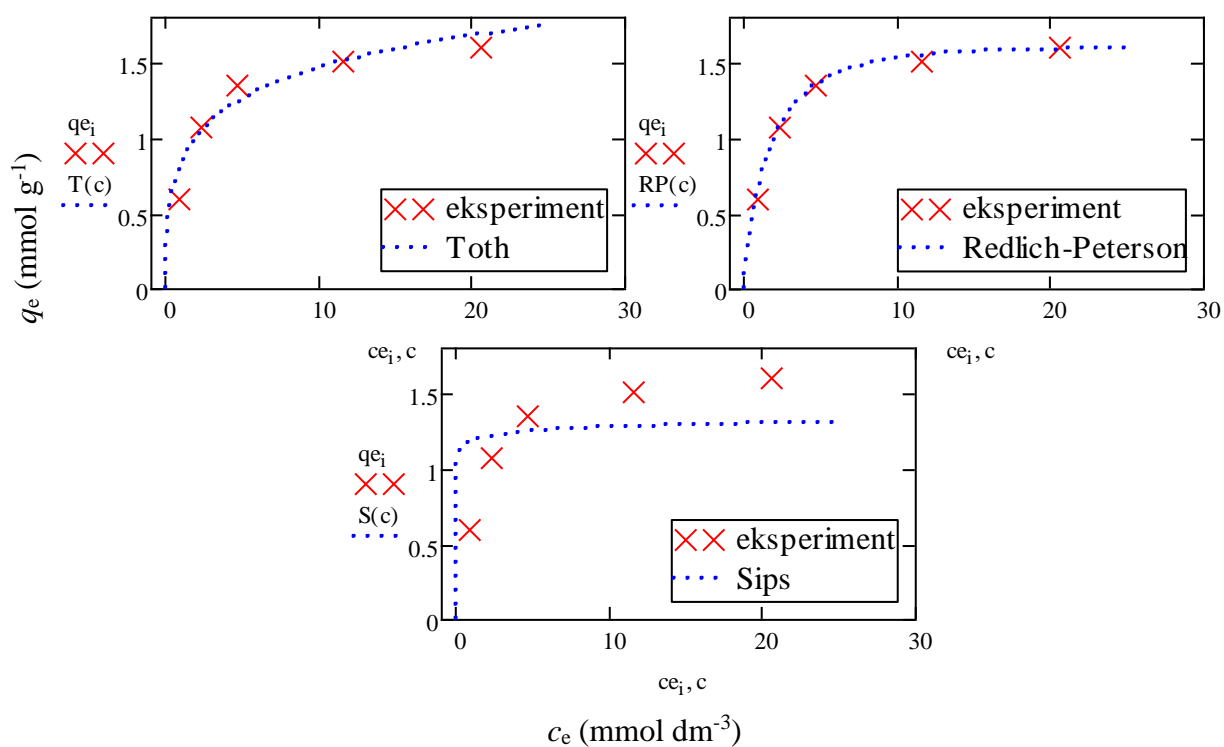 q_e (mmol g⁻¹)
1.5
1
0.5
0
qe_i
T(c)
eksperiment
Toth
0 10 20 30
ce_i, c
1.5
1
0.5
0
qe_i
RP(c)
eksperiment
Redlich-Peterson
0 10 20 30
ce_i, c
1.5
1
0.5
0
qe_i
S(c)
eksperiment
Sips
0 10 20 30
ce_i, c
c_e (mmol dm⁻³)